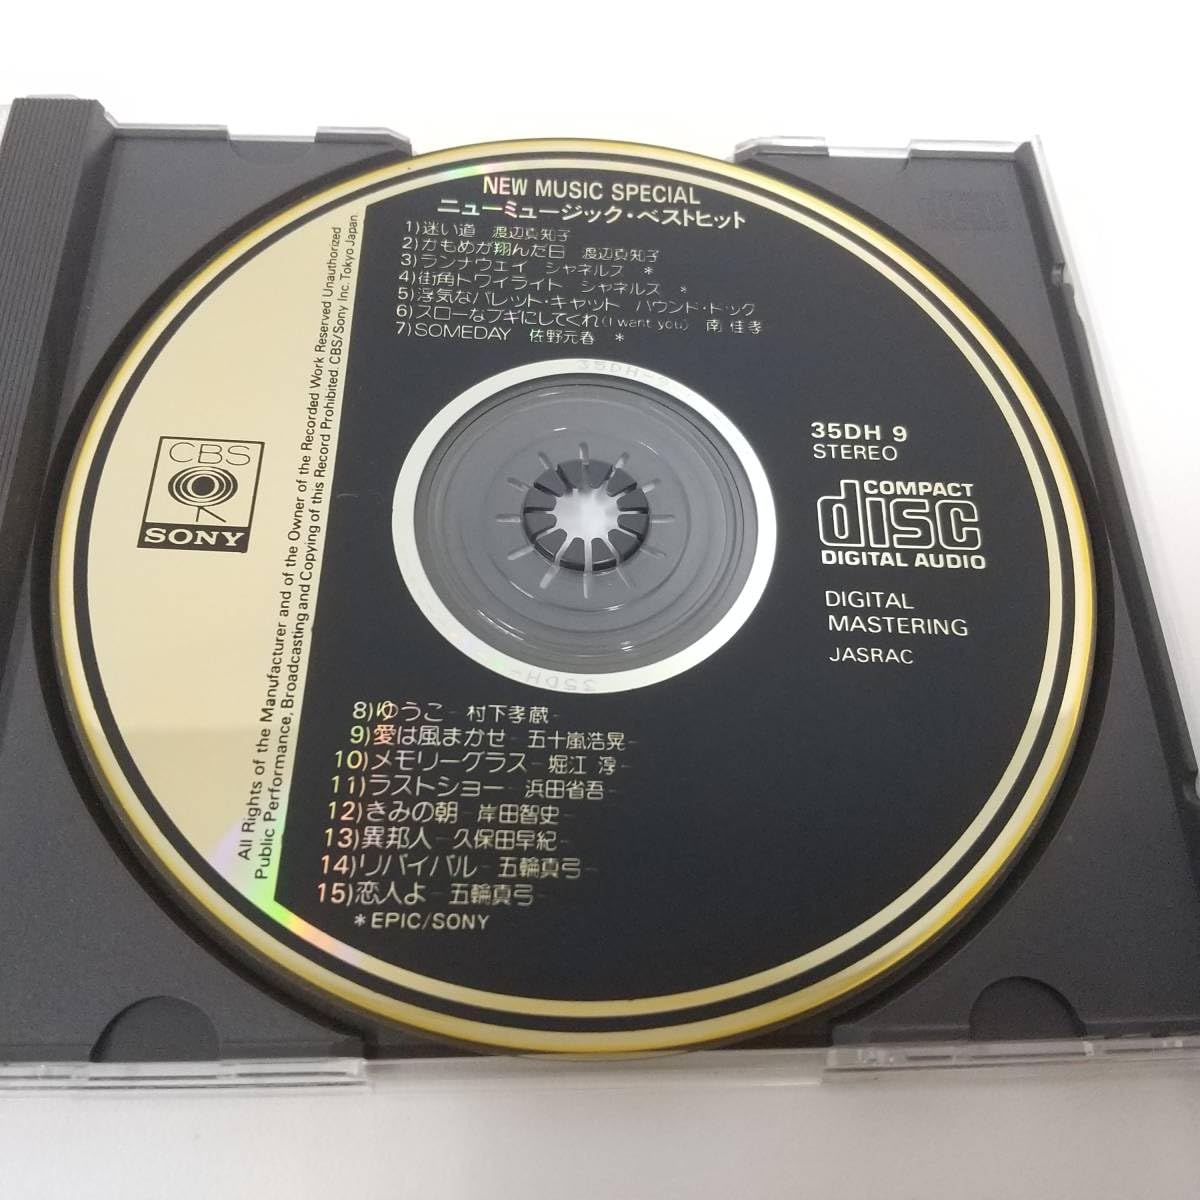 NEW MUSIC SPECIAL
ニューミュージック・ベストヒット
1)迷い道 渡辺真知子
2)かもめが翔んだ日 渡辺真知子
3)ランナウェイ シャネルズ *
4)街角トワイライト シャネルズ *
5)浮気なパレット・キャット ハウンド・ドッグ
6)スローなブギにしてくれ(I want you) 南 佳孝
7)SOMEDAY 佐野元春 *
35DH-9
CBS
SONY
35DH 9
STEREO
COMPACT
disc
DIGITAL AUDIO
DIGITAL
MASTERING
JASRAC
35DH-
8)ゆうこ-村下孝蔵-
9)愛は風まかせ-五十嵐浩晃-
10)メモリーグラス-堀江 淳-
11)ラストショー-浜田省吾-
12)きみの朝-岸田智史-
13)異邦人-久保田早紀-
14)リバイバル-五輪真弓-
15)恋人よ-五輪真弓-
*EPIC/SONY
All Rights of the Manufacturer and of the Owner of the Recorded Work Reserved Unauthorized
Public Performance, Broadcasting and Copying of this Record Prohibited. CBS/Sony Inc. Tokyo Japan.